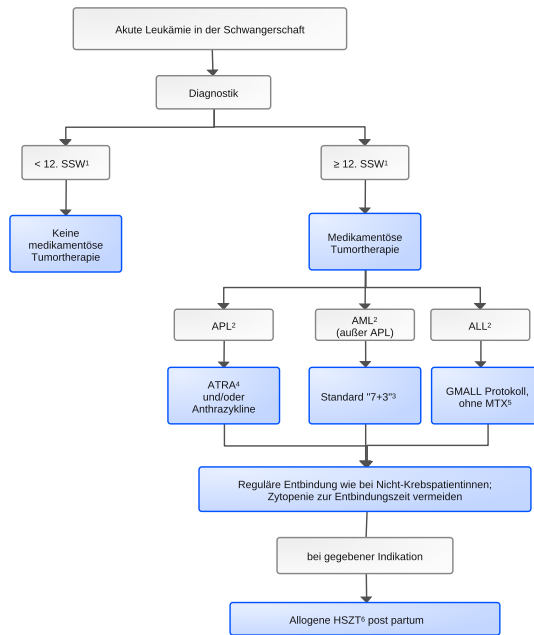 Akute Leukämie in der Schwangerschaft
Diagnostik
< 12. SSW¹
≥ 12. SSW¹
Keine
medikamentöse
Tumortherapie
Medikamentöse
Tumortherapie
APL²
AML²
(außer APL)
ALL²
ATRA⁴
und/oder
Anthrazykline
Standard "7+3"³
GMALL Protokoll,
ohne MTX⁵
Reguläre Entbindung wie bei Nicht-Krebspatientinnen;
Zytopenie zur Entbindungszeit vermeiden
bei gegebener Indikation
Allogene HSZT⁶ post partum